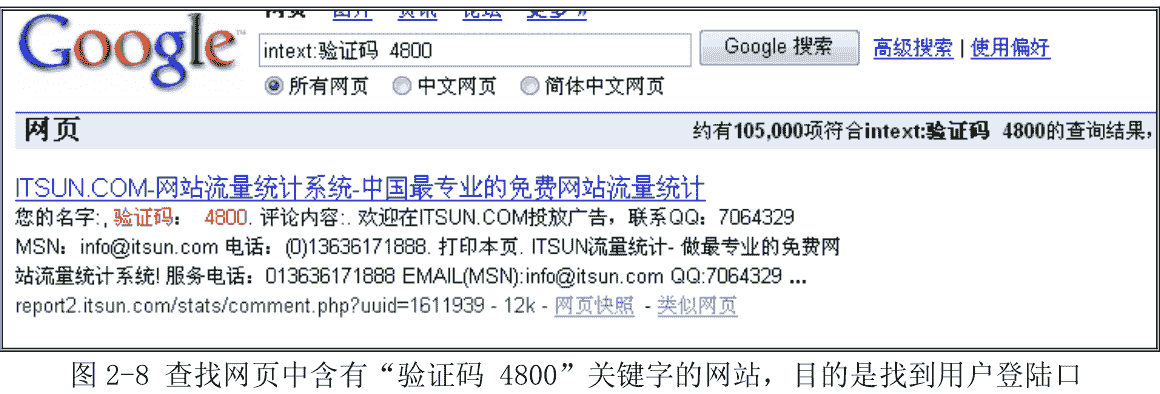 网页 图片 资讯 论坛 更多 »
Google™
intext:验证码 4800
Google 搜索
高级搜索 | 使用偏好
所有网页 中文网页 简体中文网页
网页
约有105,000项符合intext:验证码 4800的查询结果，
ITSUN.COM-网站流量统计系统-中国最专业的免费网站流量统计
您的名字:, 验证码： 4800. 评论内容:. 欢迎在ITSUN.COM投放广告，联系QQ：7064329
MSN：info@itsun.com 电话：(0)13636171888. 打印本页. ITSUN流量统计- 做最专业的免费网
站流量统计系统! 服务电话：013636171888 EMAIL(MSN):info@itsun.com QQ:7064329 ...
report2.itsun.com/stats/comment.php?uuid=1611939 - 12k - 网页快照 - 类似网页
图 2-8 查找网页中含有“验证码 4800”关键字的网站，目的是找到用户登陆口